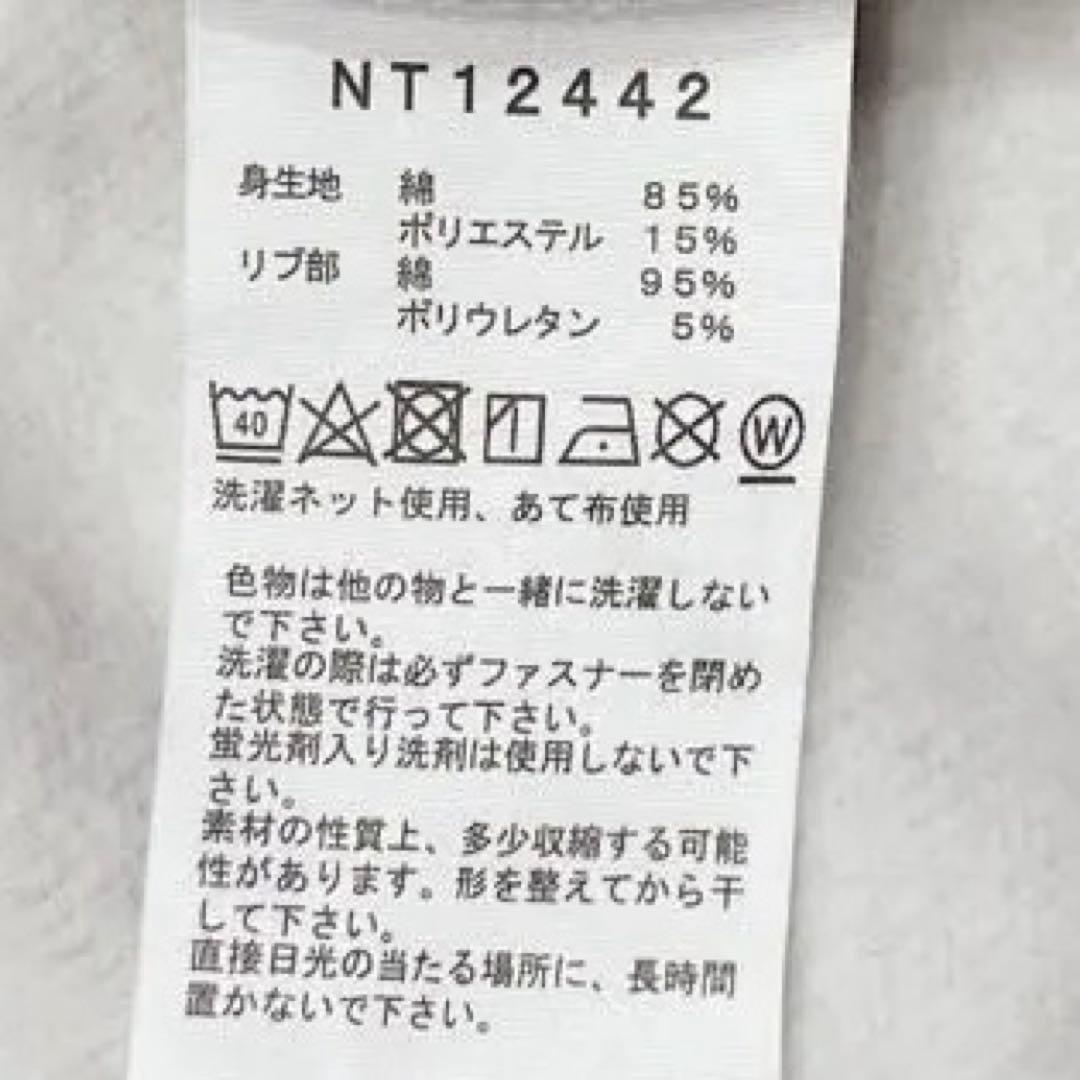 NT12442
身生地 綿 85%
ポリエステル 15%
リブ部 綿 95%
ポリウレタン 5%
40 W
洗濯ネット使用、あて布使用
色物は他の物と一緒に洗濯しない
で下さい。
洗濯の際は必ずファスナーを閉め
た状態で行って下さい。
蛍光剤入り洗剤は使用しないで下
さい。
素材の性質上、多少収縮する可能
性があります。形を整えてから干
して下さい。
直接日光の当たる場所に、長時間
置かないで下さい。